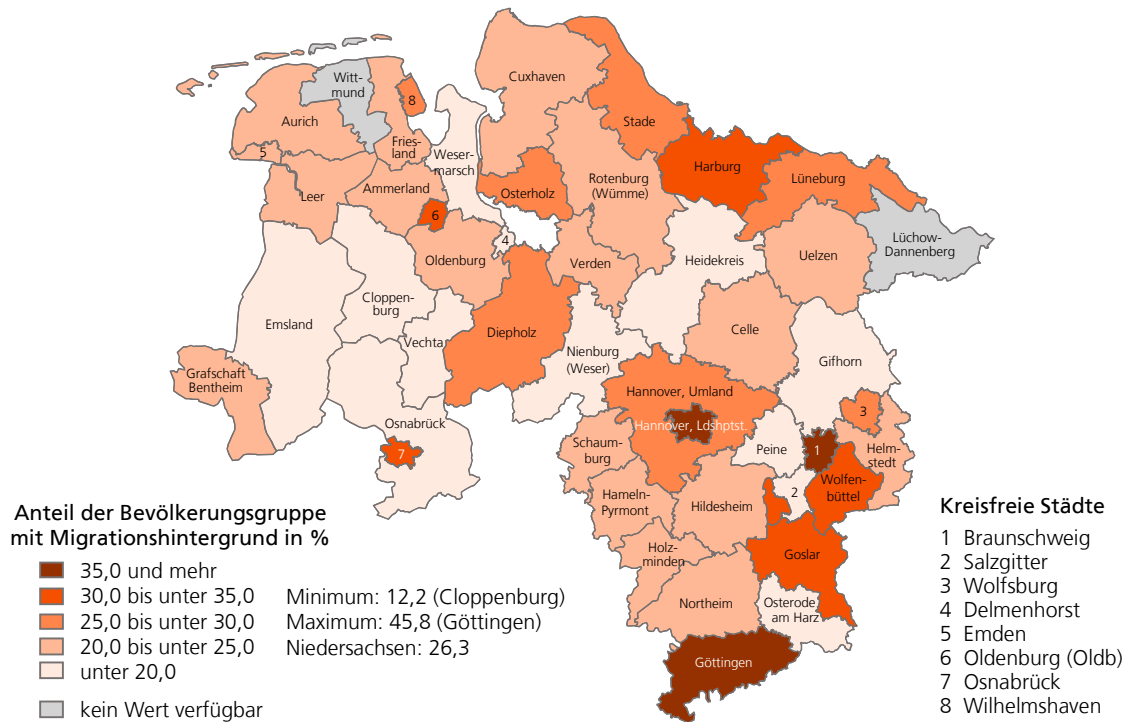 Cuxhaven
Witt-
mund
8
Aurich
Stade
5
Fries-
land
Weser-
marsch
Harburg
Lüneburg
Rotenburg
(Wümme)
Leer
Ammerland
Osterholz
6
4
Lüchow-
Dannenberg
Uelzen
Heidekreis
Oldenburg
Verden
Cloppen-
burg
Emsland
Diepholz
Celle
Vechta
Nienburg
(Weser)
Gifhorn
Grafschaft
Bentheim
Hannover, Umland
3
Hannover, Ldshptst.
Osnabrück
7
Schaum-
burg
Peine
1
Helm-
stedt
Wolfen-
büttel
2
Hameln-
Pyrmont
Hildesheim
Holz-
minden
Goslar
Northeim
Osterode
am Harz
Göttingen
Anteil der Bevölkerungsgruppe
mit Migrationshintergrund in %
35,0 und mehr
30,0 bis unter 35,0
25,0 bis unter 30,0
20,0 bis unter 25,0
unter 20,0
kein Wert verfügbar
Minimum: 12,2 (Cloppenburg)
Maximum: 45,8 (Göttingen)
Niedersachsen: 26,3
Kreisfreie Städte
1 Braunschweig
2 Salzgitter
3 Wolfsburg
4 Delmenhorst
5 Emden
6 Oldenburg (Oldb)
7 Osnabrück
8 Wilhelmshaven